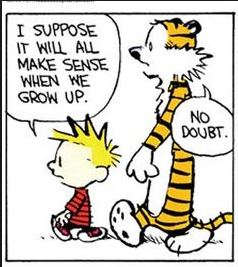 I SUPPOSE
IT WILL ALL
MAKE SENSE
WHEN WE
GROW UP.
NO
DOUBT.